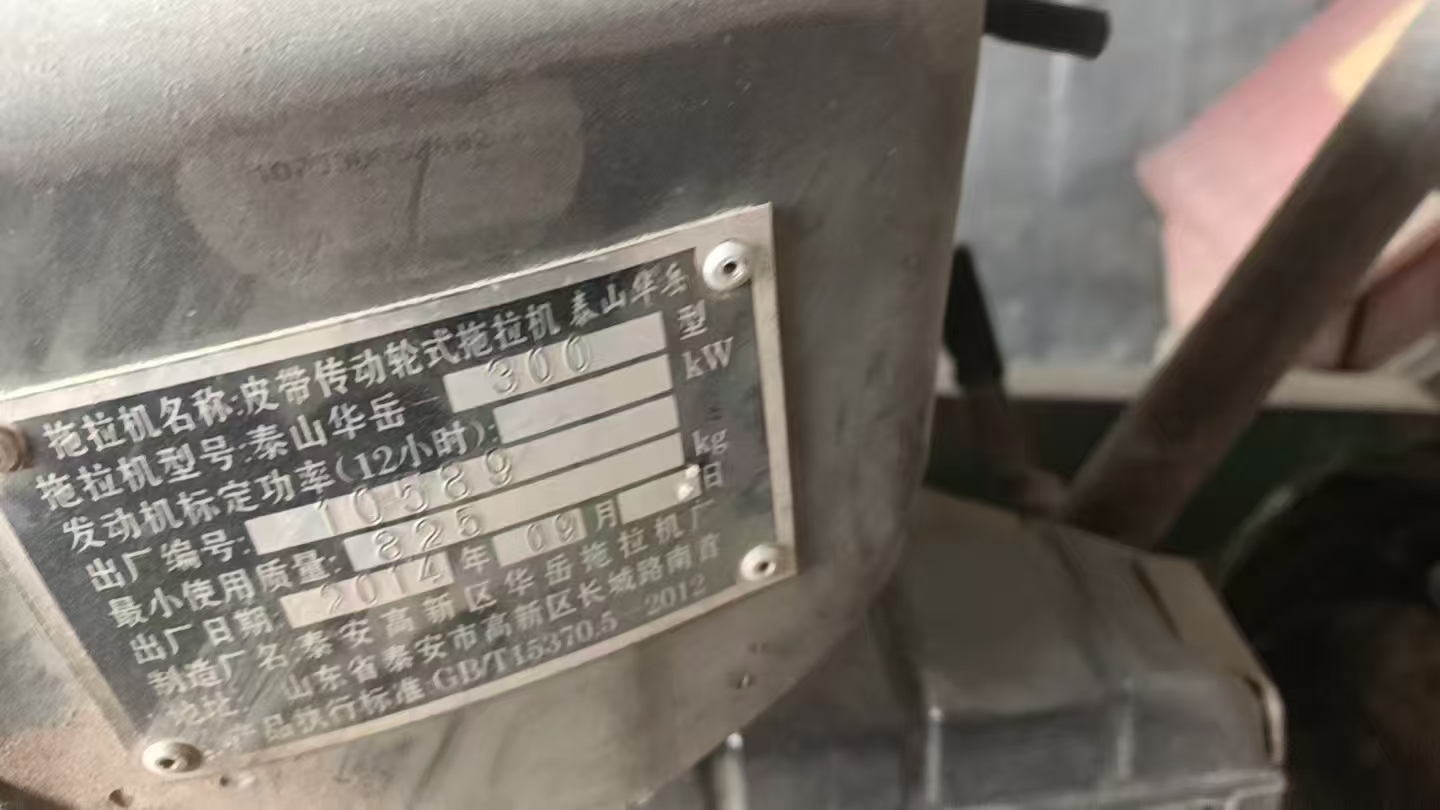 拖拉机名称:皮带传动轮式拖拉机 泰山华岳
拖拉机型号:泰山华岳 300 型
发动机标定功率(12小时): kW
出厂编号: 10589
最小使用质量: 825 kg
出厂日期: 2014 年 09 月 日
制造厂名:泰安高新区华岳拖拉机厂
地址: 山东省泰安市高新区长城路南首
产品执行标准:GB/T15370.5-2012